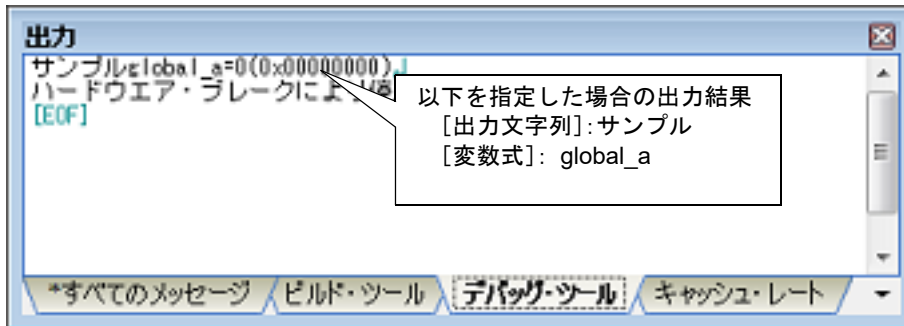 出力
サンプルglobal_a=0(0x00000000)↓
ハードウエア・ブレークにより
[EOF]
以下を指定した場合の出力結果
[出力文字列]:サンプル
[変数式]: global_a
*すべてのメッセージ
ビルド・ツール
デバッグ・ツール
キャッシュ・レート